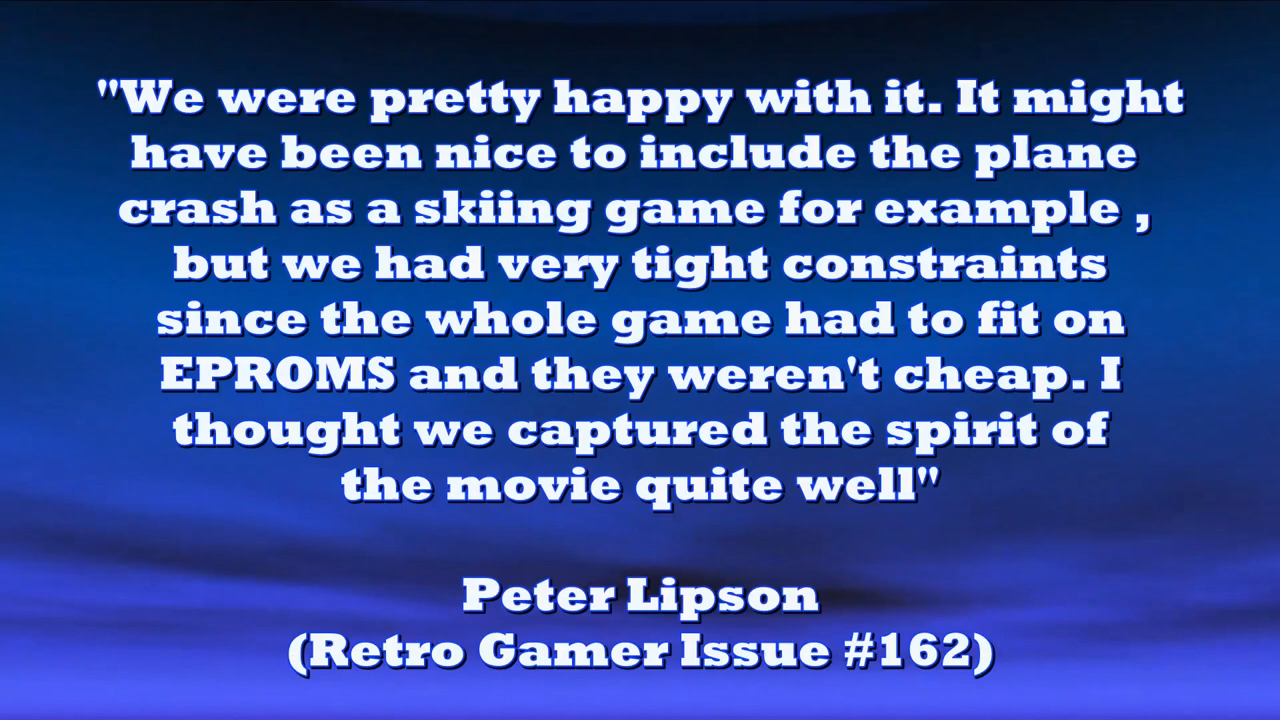 "We were pretty happy with it. It might
have been nice to include the plane
crash as a skiing game for example ,
but we had very tight constraints
since the whole game had to fit on
EPROMS and they weren't cheap. I
thought we captured the spirit of
the movie quite well"
Peter Lipson
(Retro Gamer Issue #162)